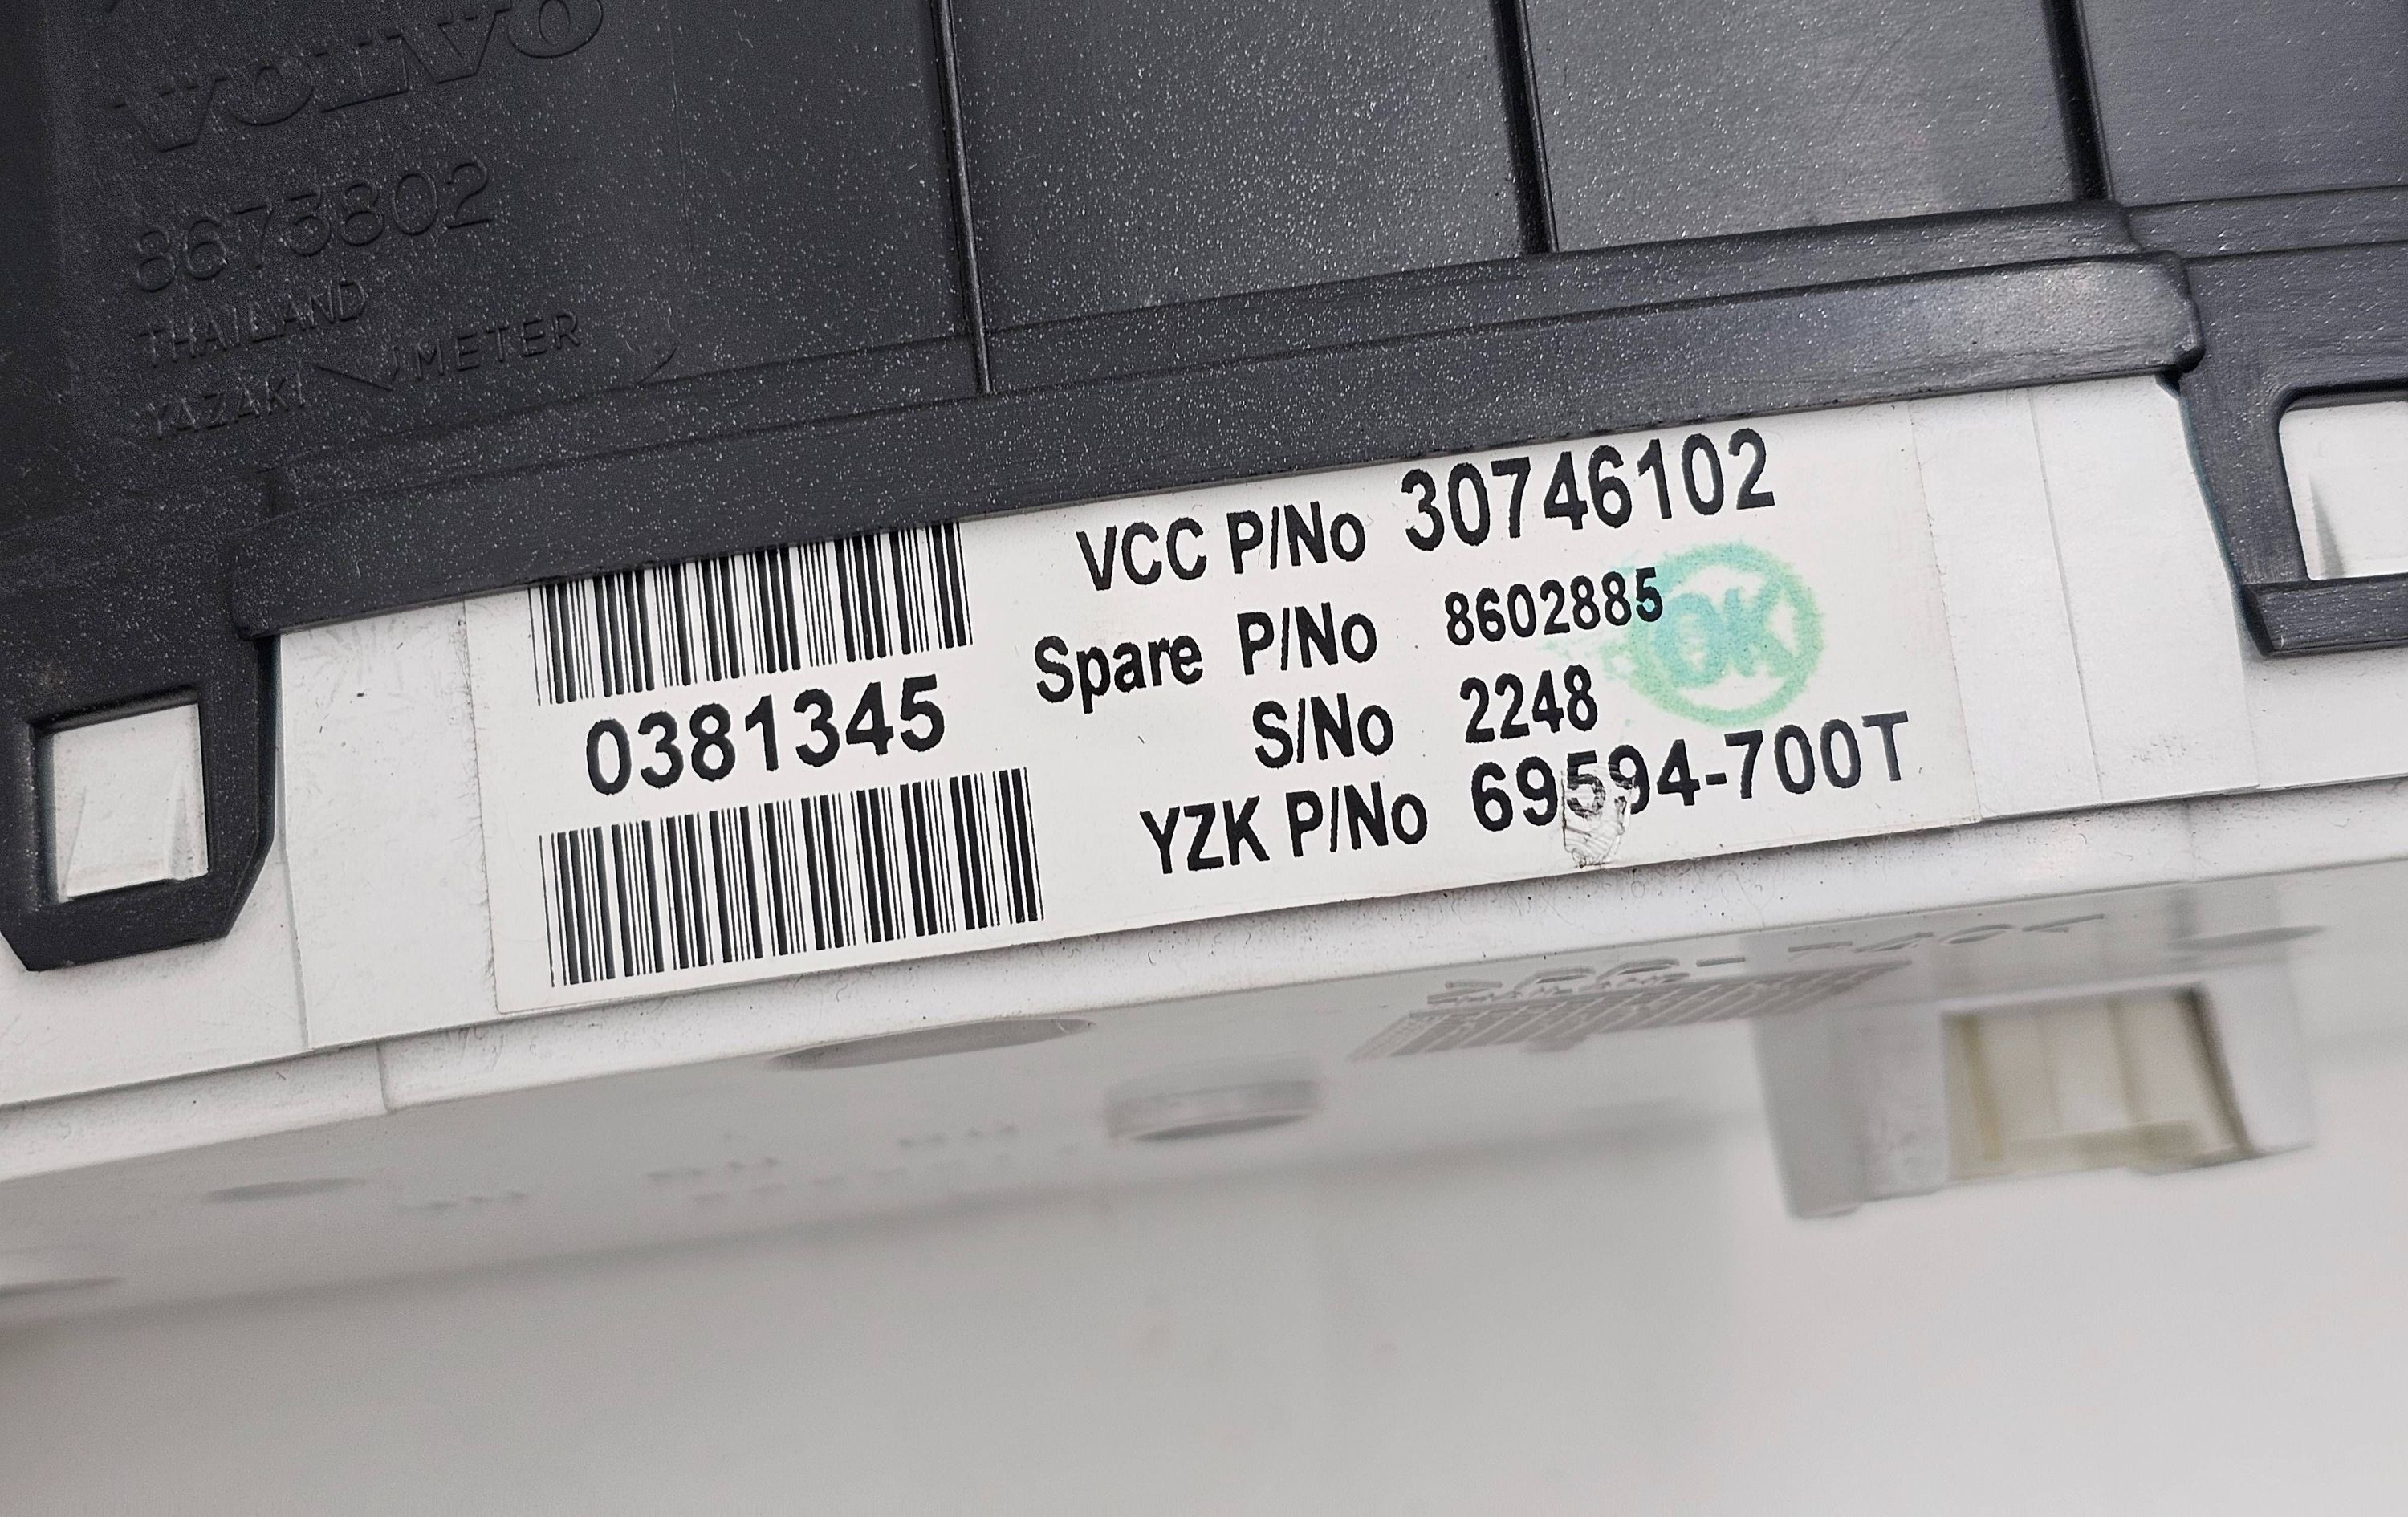 VOLVO
8673802
THAILAND
YAZAKI METER
VCC P/No 30746102
Spare P/No 8602885
S/No 2248
YZK P/No 69594-700T
0381345
OK